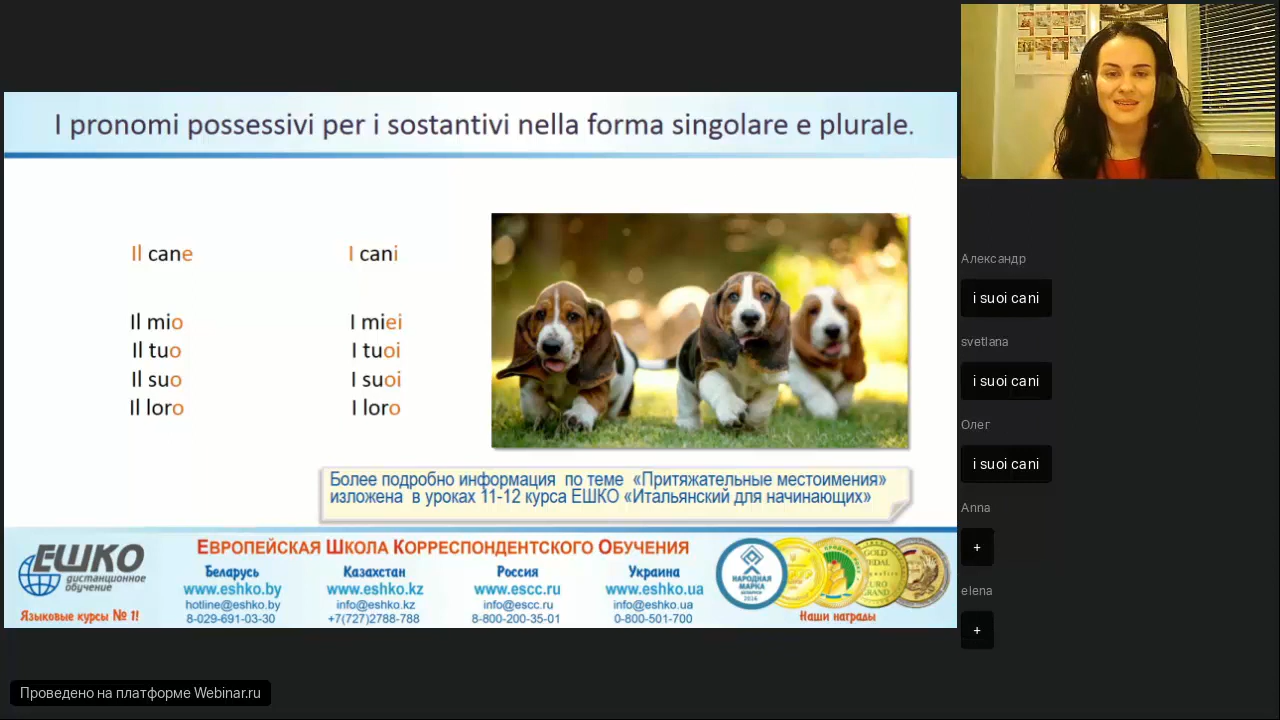 I pronomi possessivi per i sostantivi nella forma singolare e plurale.
Il cane
I cani
Il mio
I miei
Il tuo
I tuoi
Il suo
I suoi
Il loro
I loro
Более подробно информация по теме «Притяжательные местоимения»
изложена в уроках 11-12 курса ЕШКО «Итальянский для начинающих»
ЕШКО
дистанционное
обучение
Языковые курсы № 1!
ЕВРОПЕЙСКАЯ ШКОЛА КОРРЕСПОНДЕНТСКОГО ОБУЧЕНИЯ
Беларусь
www.eshko.by
hotline@eshko.by
8-029-691-03-30
Казахстан
www.eshko.kz
info@eshko.kz
+7(727)2788-788
Россия
www.escc.ru
info@escc.ru
8-800-200-35-01
Украина
www.eshko.ua
info@eshko.ua
0-800-501-700
НАРОДНАЯ
МАРКА
Наши награды
Александр
i suoi cani
svetlana
i suoi cani
Олег
i suoi cani
Anna
+
elena
+
Проведено на платформе Webinar.ru